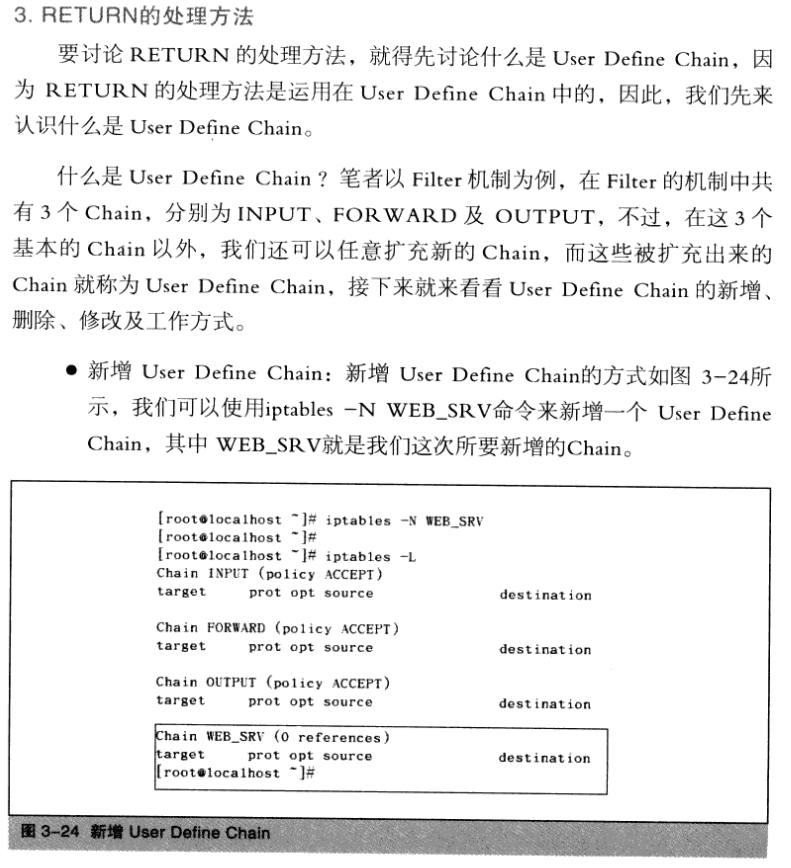 3. RETURN的处理方法
要讨论 RETURN 的处理方法，就得先讨论什么是 User Define Chain，因
为 RETURN 的处理方法是运用在 User Define Chain 中的，因此，我们先来
认识什么是 User Define Chain。
什么是 User Define Chain？笔者以 Filter 机制为例，在 Filter 的机制中共
有 3 个 Chain，分别为 INPUT、FORWARD 及 OUTPUT，不过，在这 3 个
基本的 Chain 以外，我们还可以任意扩充新的 Chain，而这些被扩充出来的
Chain 就称为 User Define Chain，接下来就来看看 User Define Chain 的新增、
删除、修改及工作方式。
● 新增 User Define Chain：新增 User Define Chain的方式如图 3-24所
示，我们可以使用iptables -N WEB_SRV命令来新增一个 User Define
Chain，其中 WEB_SRV就是我们这次所要新增的Chain。
[root@localhost ~]# iptables -N WEB_SRV
[root@localhost ~]#
[root@localhost ~]# iptables -L
Chain INPUT (policy ACCEPT)
target prot opt source destination
Chain FORWARD (policy ACCEPT)
target prot opt source destination
Chain OUTPUT (policy ACCEPT)
target prot opt source destination
Chain WEB_SRV (0 references)
target prot opt source destination
[root@localhost ~]#
图 3-24 新增 User Define Chain